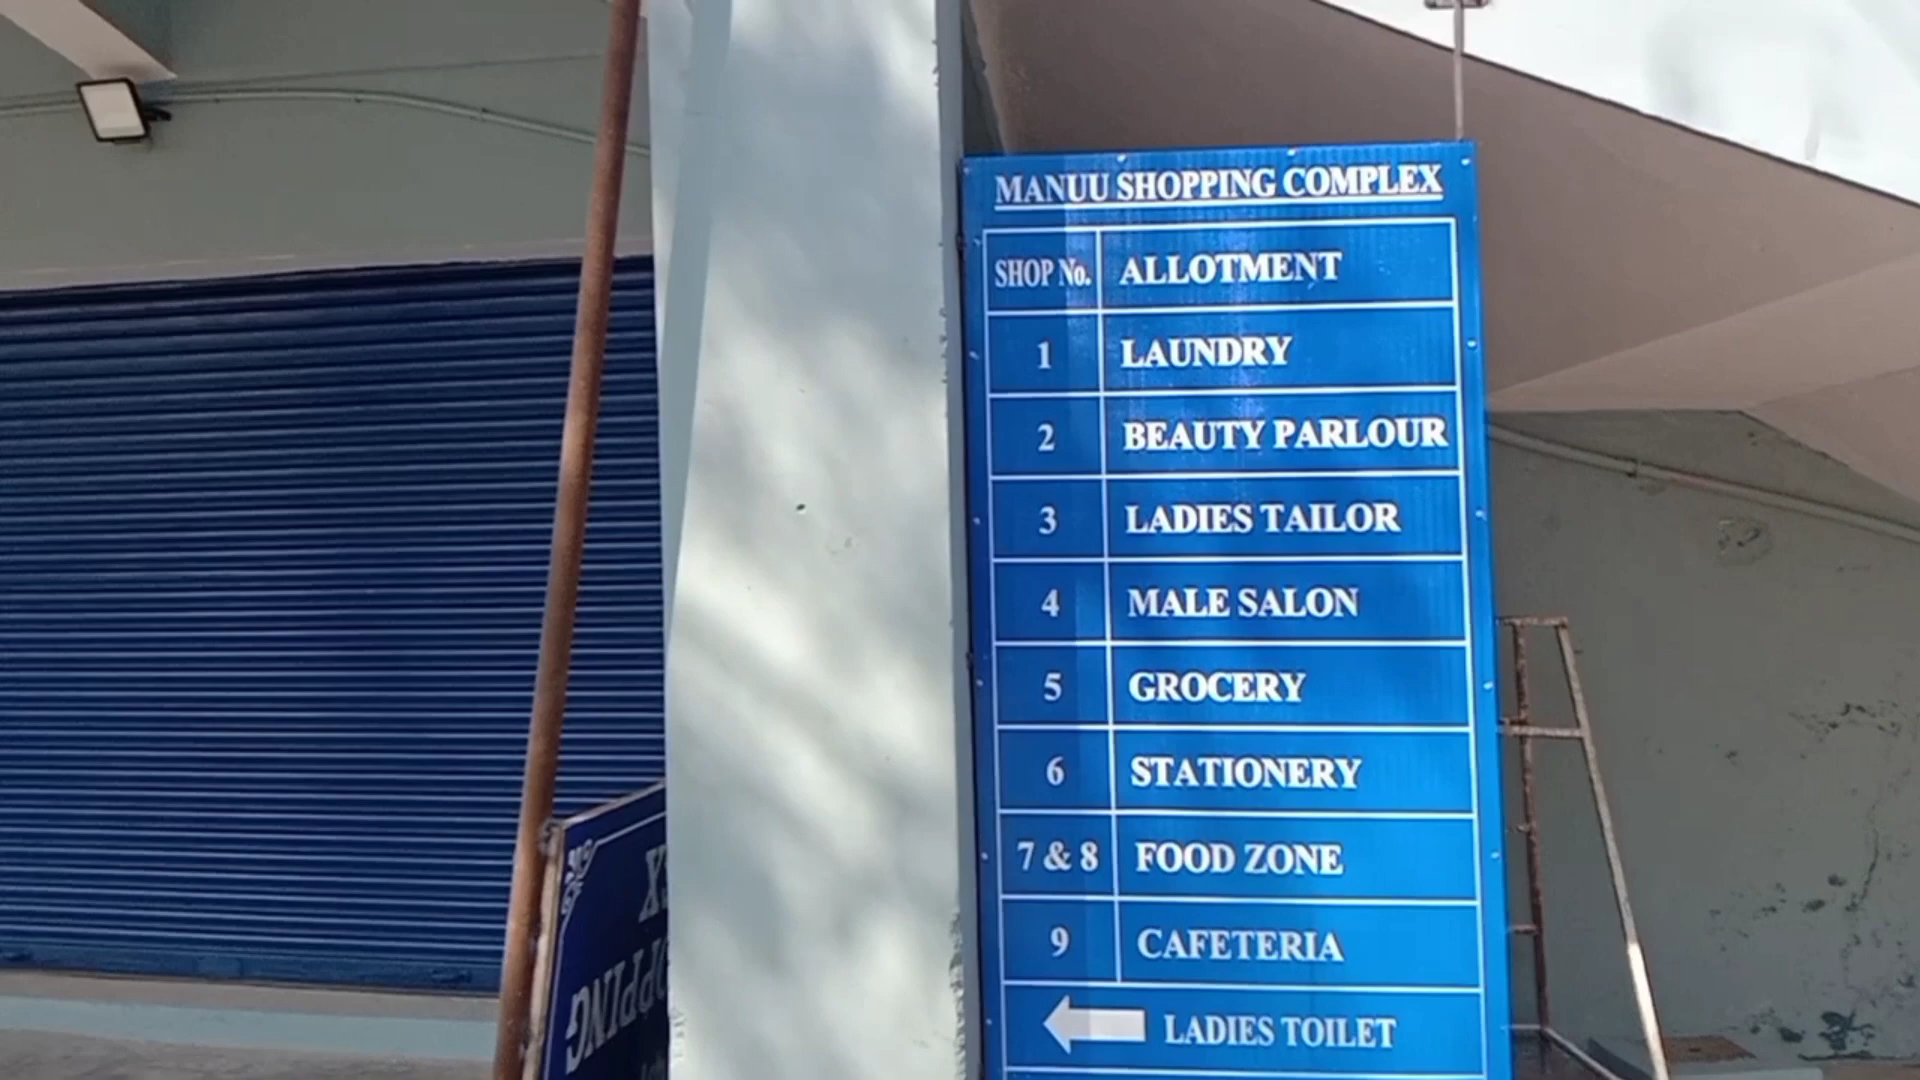 MANUU SHOPPING COMPLEX
SHOP No. ALLOTMENT
1 LAUNDRY
2 BEAUTY PARLOUR
3 LADIES TAILOR
4 MALE SALON
5 GROCERY
6 STATIONERY
7 & 8 FOOD ZONE
9 CAFETERIA
LADIES TOILET